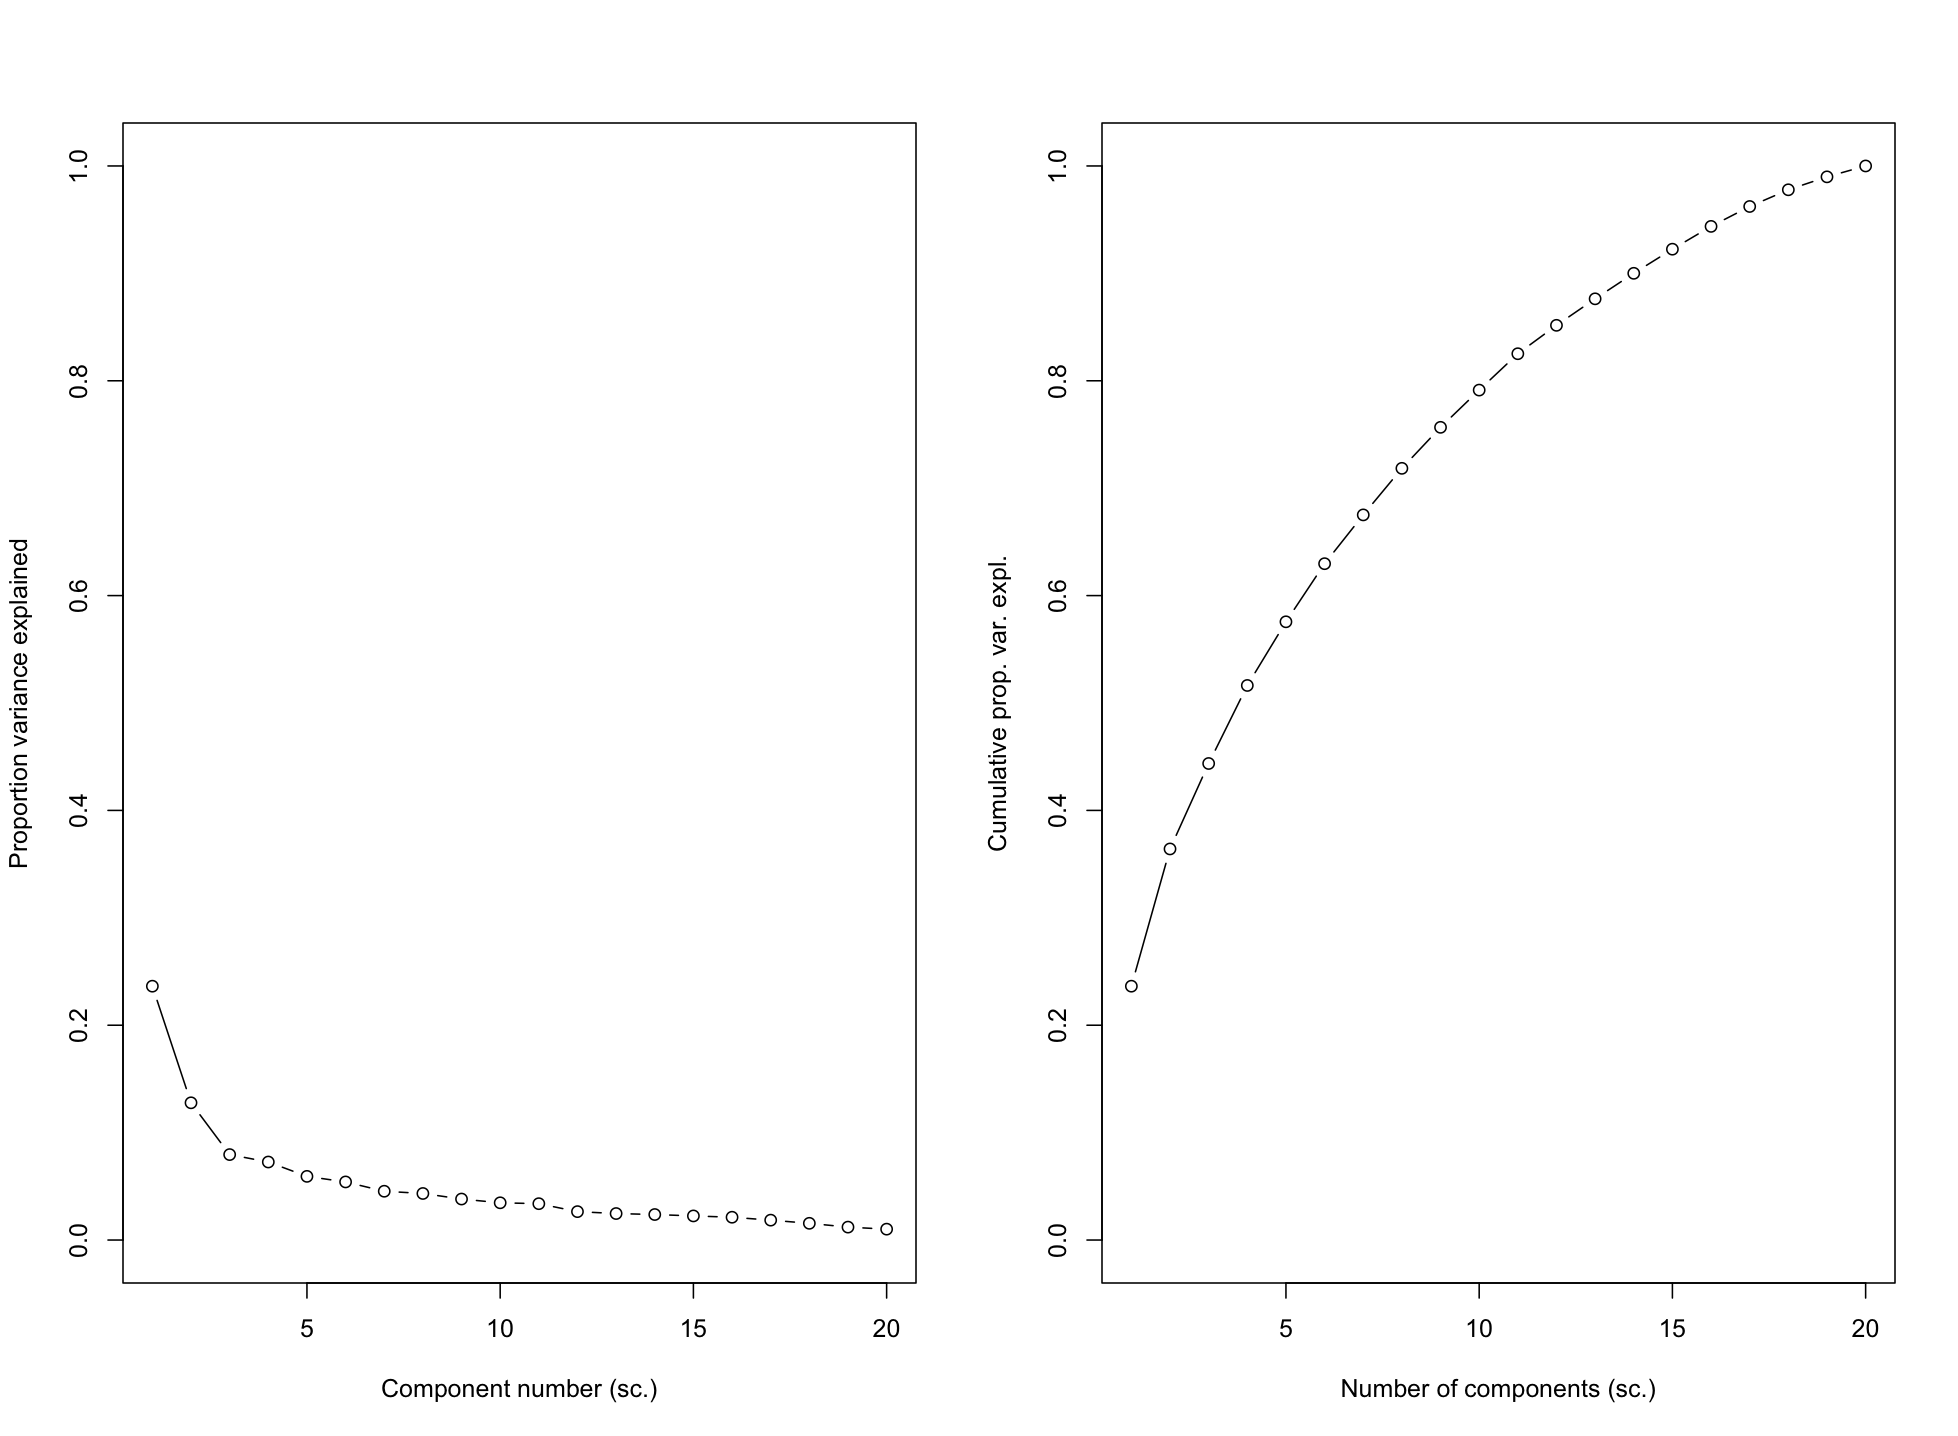 Proportion variance explained
1.0
0.8
0.6
0.4
0.2
0.0
5 10 15 20
Component number (sc.)
Cumulative prop. var. expl.
1.0
0.8
0.6
0.4
0.2
0.0
5 10 15 20
Number of components (sc.)